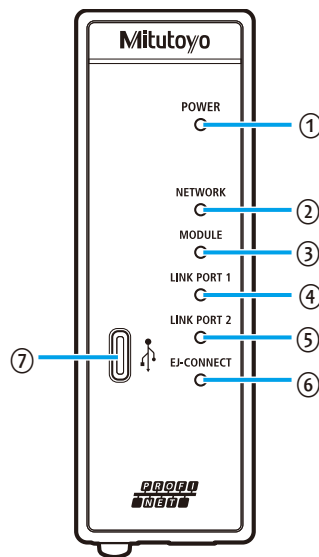 Mitutoyo
POWER
①
NETWORK
②
MODULE
③
LINK PORT 1
④
LINK PORT 2
⑤
⑦
EJ-CONNECT
⑥
PROFI
NET